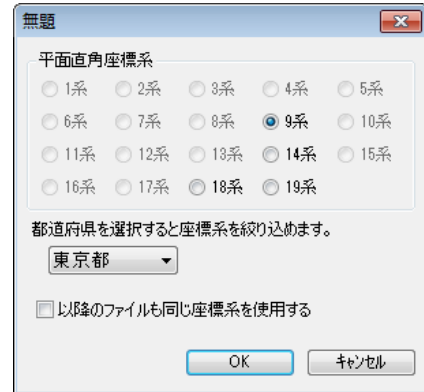 無題
平面直角座標系
1系 2系 3系 4系 5系
6系 7系 8系 9系 10系
11系 12系 13系 14系 15系
16系 17系 18系 19系
都道府県を選択すると座標系を絞り込めます。
東京都
以降のファイルも同じ座標系を使用する
OK キャンセル